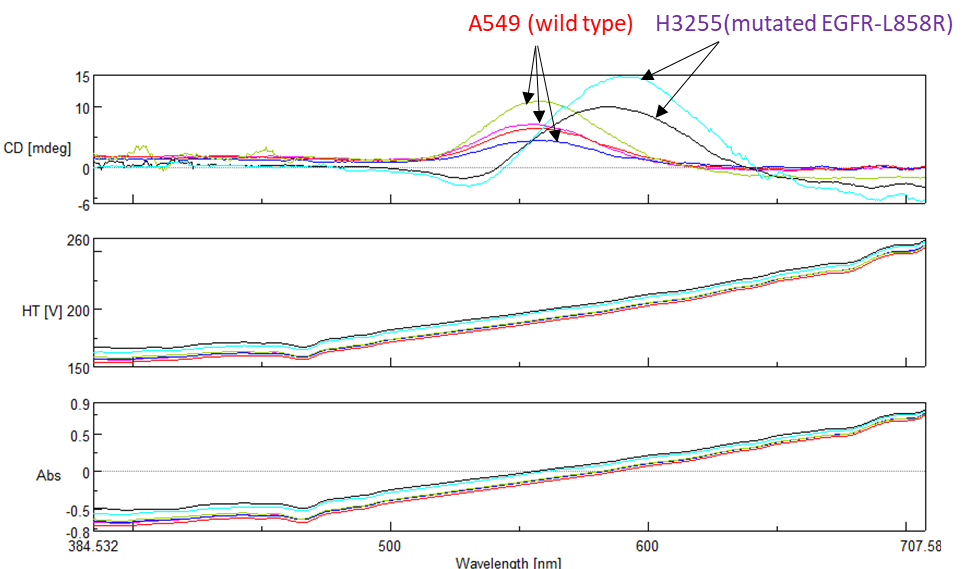 A549 (wild type) H3255(mutated EGFR-L858R)
15
10
CD [mdeg]
0
-6
260
HT [V] 200
150
0.9
0.5
Abs 0
-0.5
-0.8
384.532 500 600 707.58
Wavelength [nm]